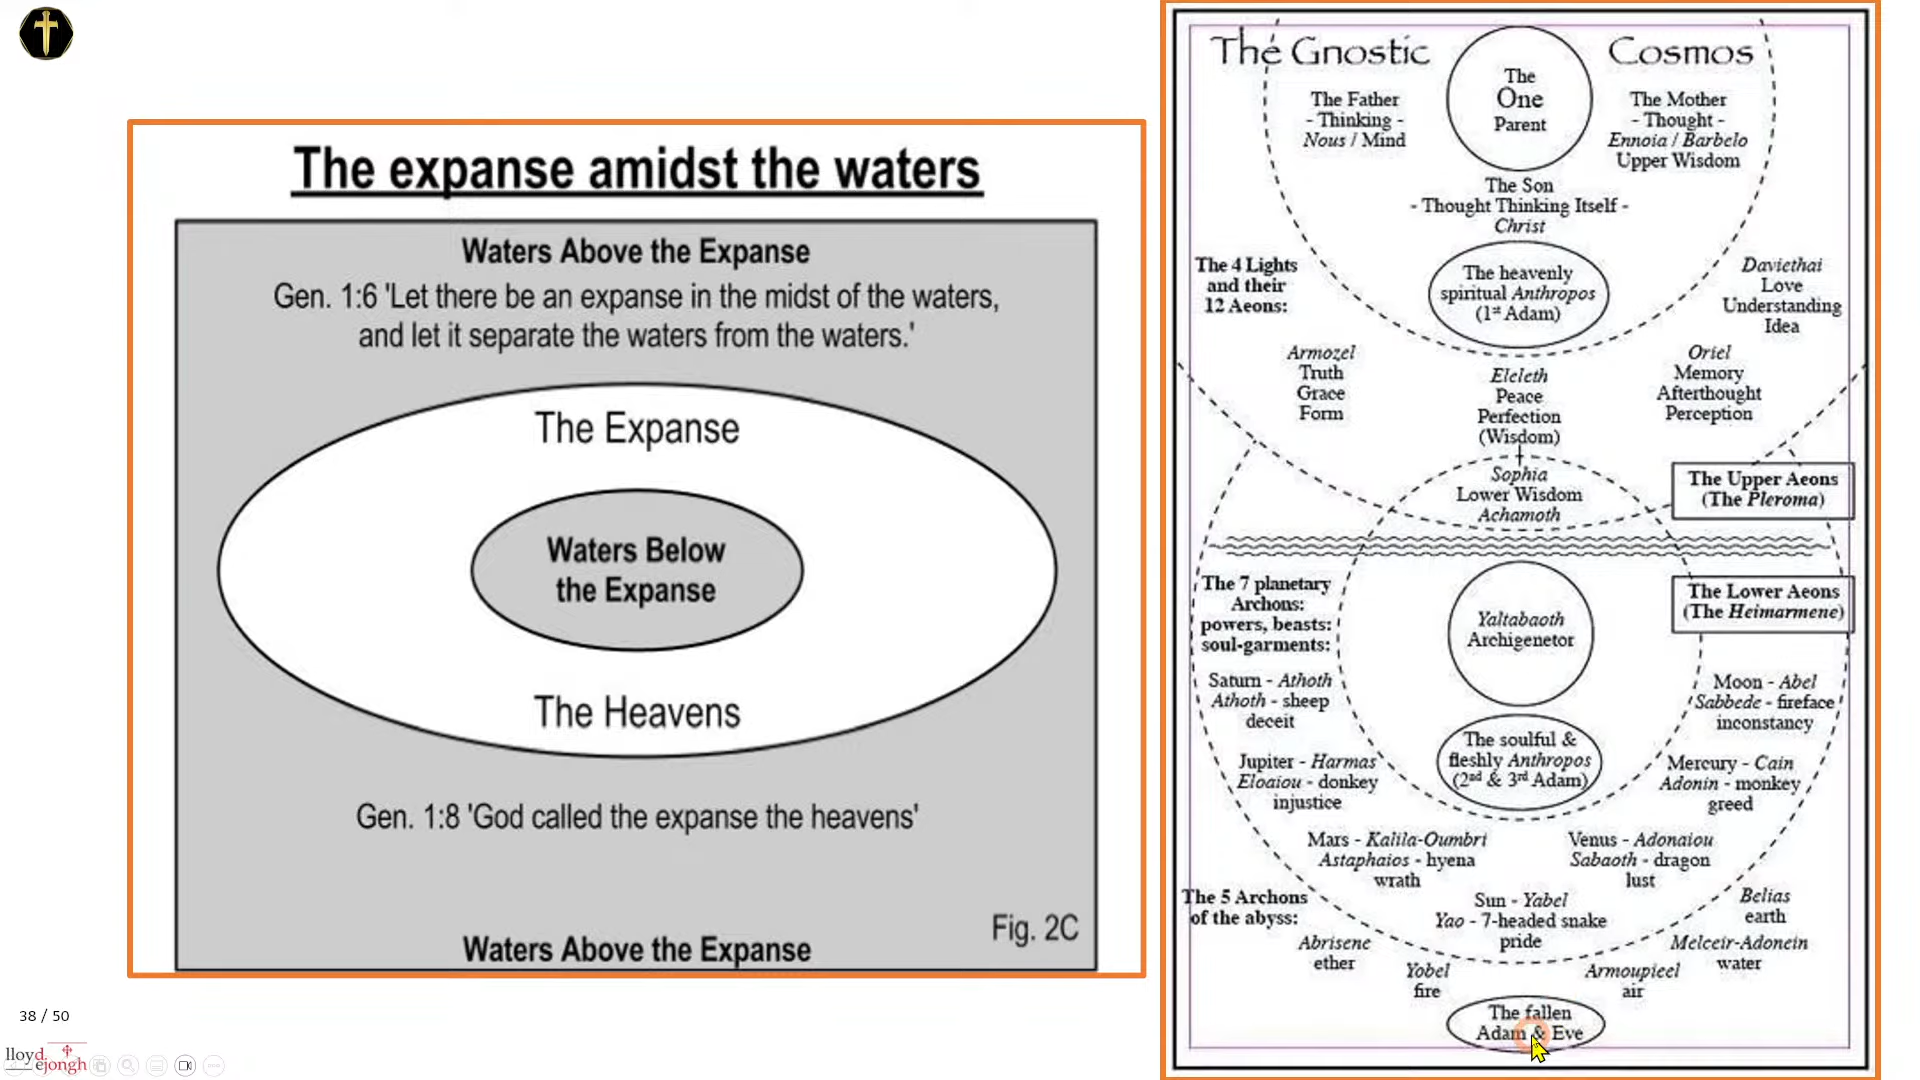 The expanse amidst the waters
Waters Above the Expanse
Gen. 1:6 'Let there be an expanse in the midst of the waters,
and let it separate the waters from the waters.'
The Expanse
Waters Below
the Expanse
The Heavens
Gen. 1:8 'God called the expanse the heavens'
Fig. 2C
Waters Above the Expanse
38 / 50
lloyd
ejongh
The Gnostic Cosmos
The
One
Parent
The Father
- Thinking -
Nous / Mind
The Mother
- Thought -
Ennoia / Barbelo
Upper Wisdom
The Son
- Thought Thinking Itself -
Christ
The heavenly
spiritual Anthropos
(1st Adam)
The 4 Lights
and their
12 Aeons:
Daviethai
Love
Understanding
Idea
Armozel
Truth
Grace
Form
Eleleth
Peace
Perfection
(Wisdom)
Oriel
Memory
Afterthought
Perception
Sophia
Lower Wisdom
Achamoth
The Upper Aeons
(The Pleroma)
The 7 planetary
Archons:
powers, beasts:
soul-garments:
The Lower Aeons
(The Heimarmene)
Yaltabaoth
Archigenetor
Saturn - Athoth
Athoth - sheep
deceit
Moon - Abel
Sabbede - fireface
inconstancy
The soulful &
fleshly Anthropos
(2nd & 3rd Adam)
Jupiter - Harmas
Eloaiou - donkey
injustice
Mercury - Cain
Adonin - monkey
greed
Mars - Kalila-Oumbri
Astaphaios - hyena
wrath
Venus - Adonaiou
Sabaoth - dragon
lust
Sun - Yabel
Yao - 7-headed snake
pride
The 5 Archons
of the abyss:
Belias
earth
Abrisene
ether
Melceir-Adonein
water
Yobel
fire
Armoupieel
air
The fallen
Adam & Eve